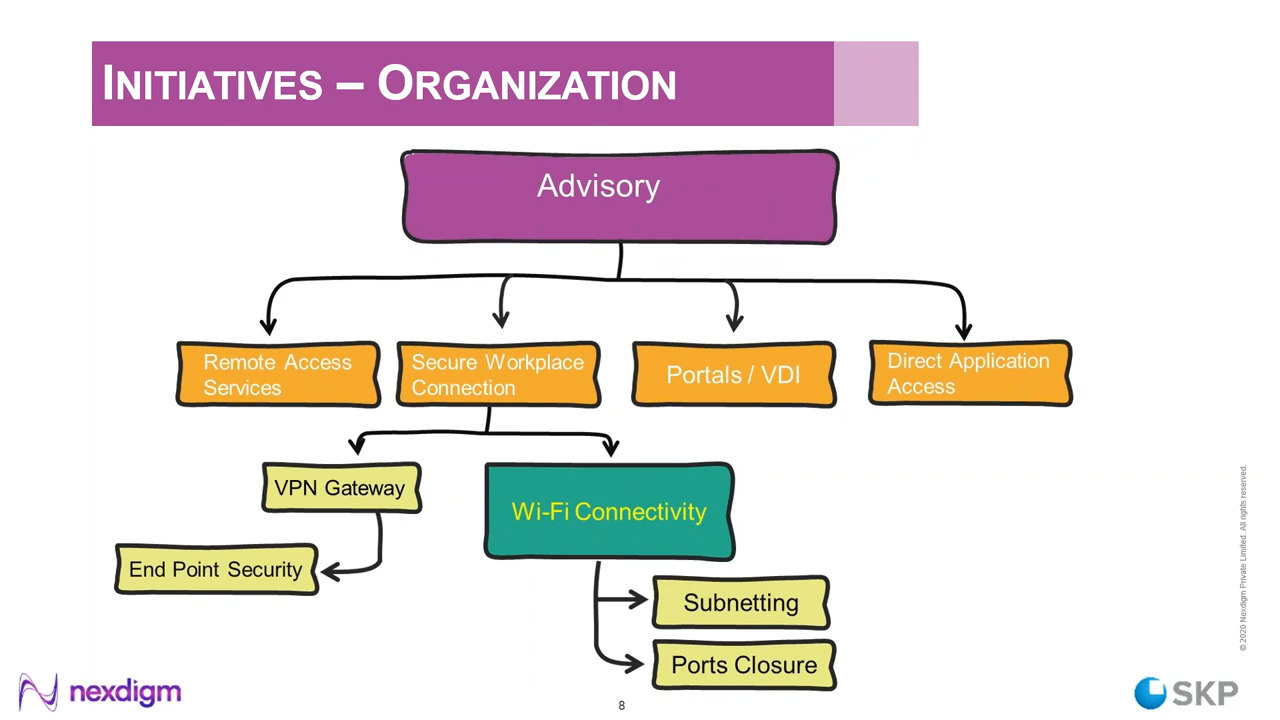 INITIATIVES – ORGANIZATION
Advisory
Remote Access
Services
Secure Workplace
Connection
Portals / VDI
Direct Application
Access
VPN Gateway
Wi-Fi Connectivity
End Point Security
Subnetting
Ports Closure
© 2020 Nexdigm Private Limited. All rights reserved.
nexdigm
8
SKP